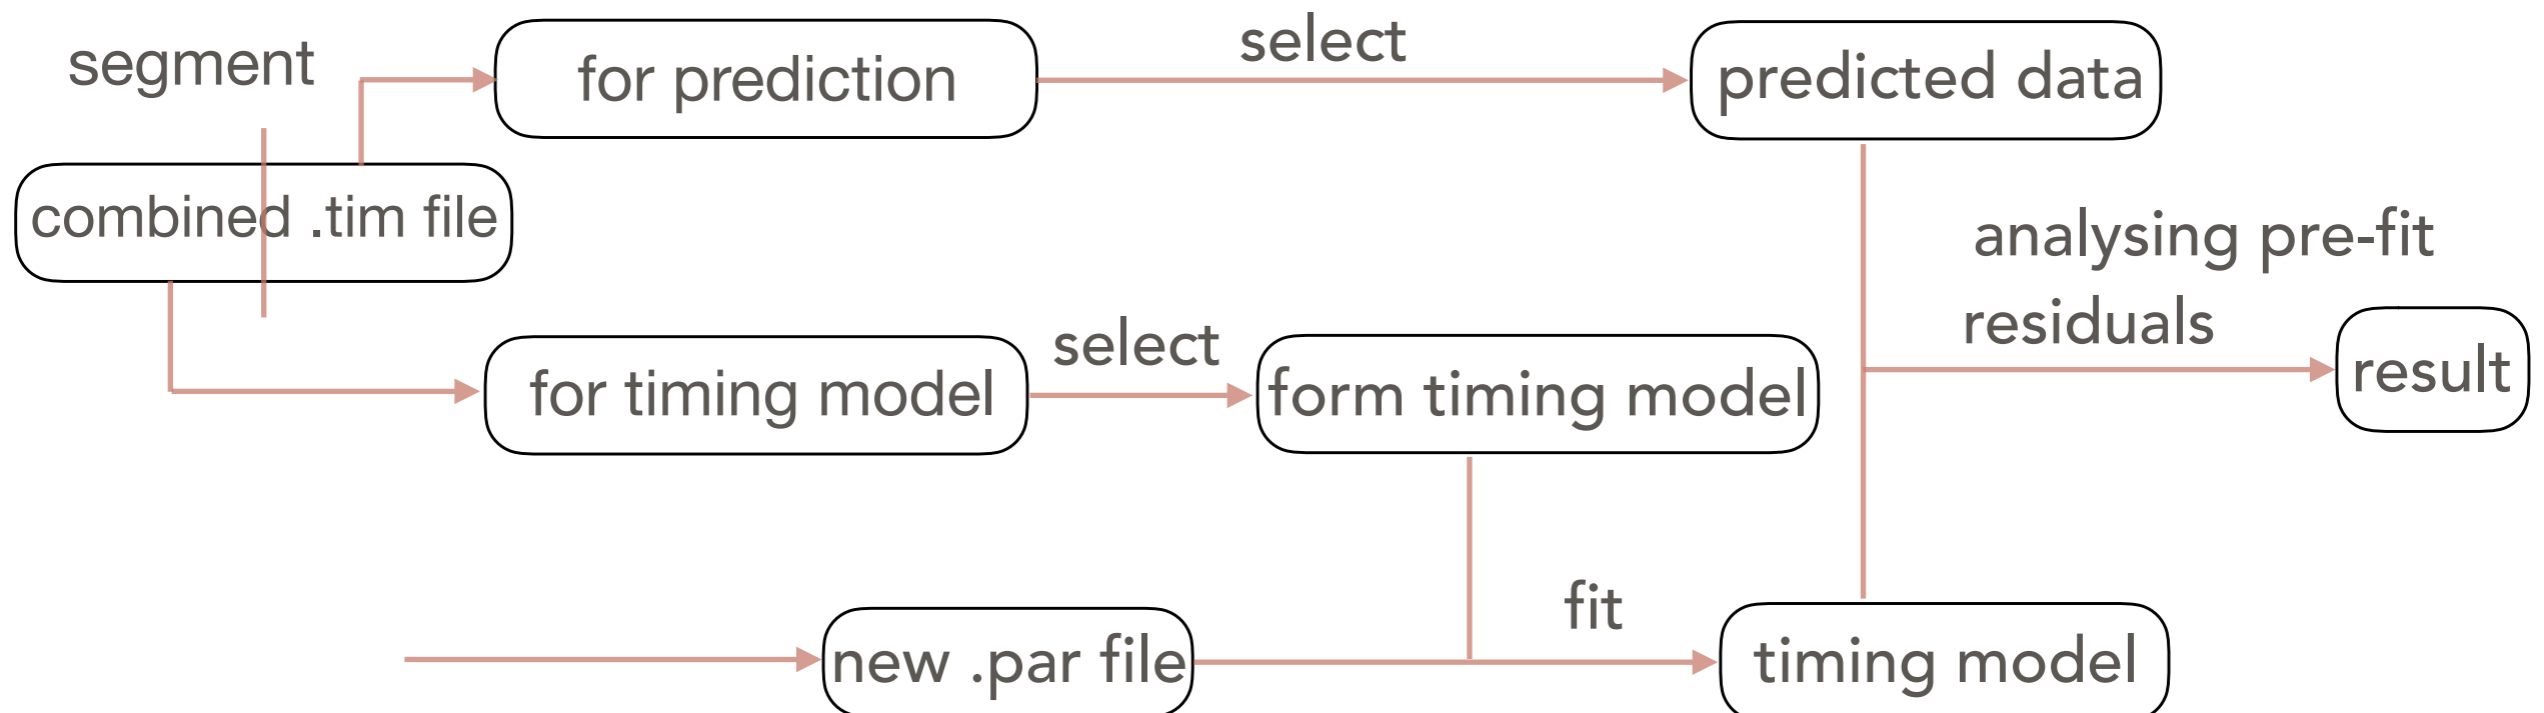 segment
for prediction
select
predicted data
combined .tim file
analysing pre-fit
residuals
result
for timing model
select
form timing model
new .par file
fit
timing model